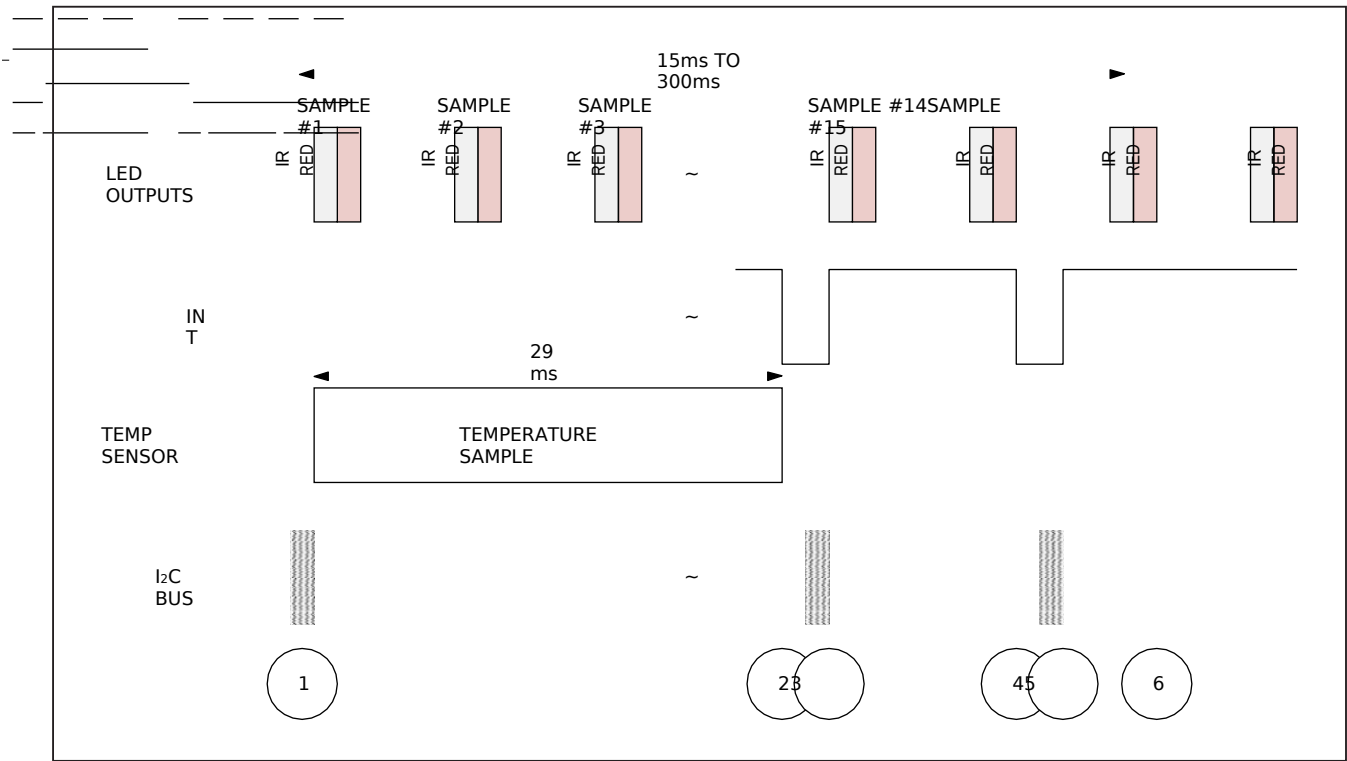 15ms TO
300ms
SAMPLE
#1
SAMPLE
#2
SAMPLE
#3
SAMPLE #14SAMPLE
#15
IR
RED
IR
RED
IR
RED
IR
RED
IR
RED
IR
RED
IR
RED
LED
OUTPUTS
~
IN
T
~
29
ms
TEMP
SENSOR
TEMPERATURE
SAMPLE
I₂C
BUS
~
1
23
45
6